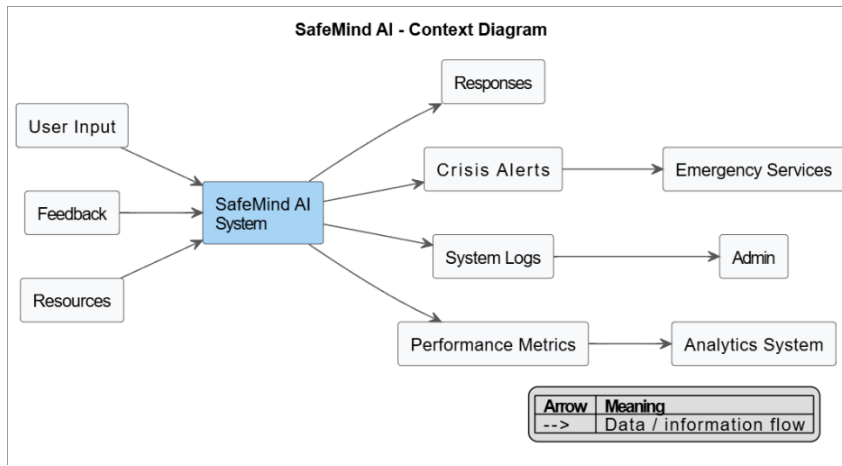 SafeMind AI - Context Diagram
Responses
User Input
Crisis Alerts
Emergency Services
SafeMind AI
System
Feedback
System Logs
Admin
Resources
Performance Metrics
Analytics System
Arrow Meaning
--> Data / information flow